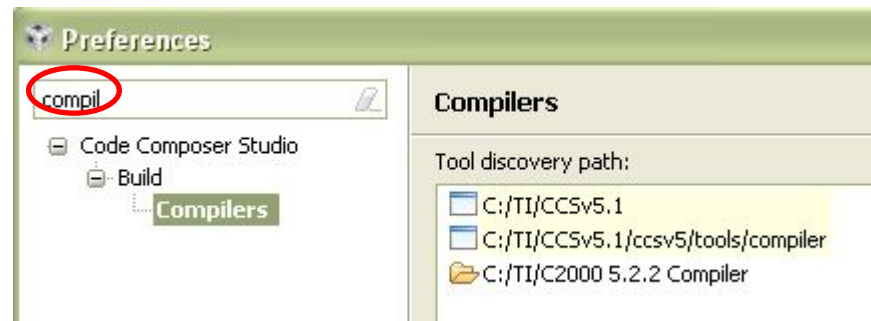 Preferences
compil
Code Composer Studio
Build
Compilers
Compilers
Tool discovery path:
C:/TI/CCSv5.1
C:/TI/CCSv5.1/ccsv5/tools/compiler
C:/TI/C2000 5.2.2 Compiler